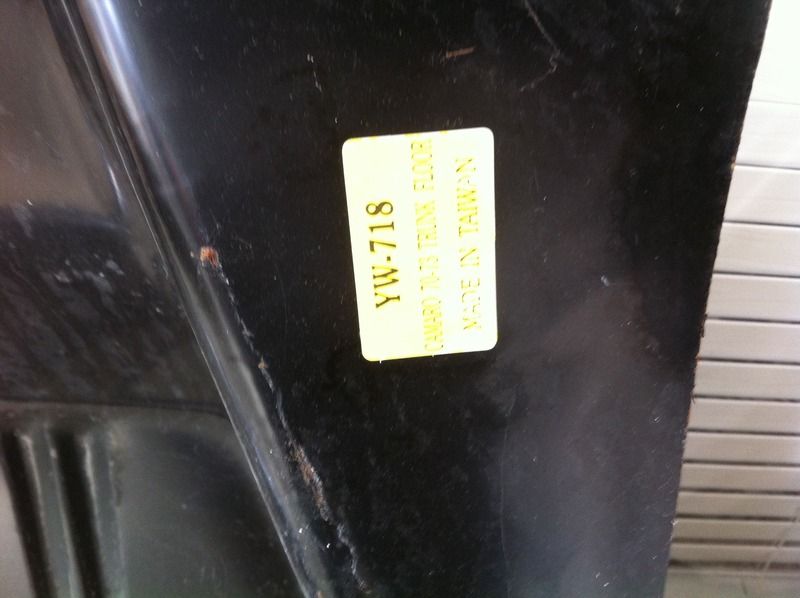 YW-718
CAMARO 70-73 TRUNK FLOOR
MADE IN TAIWAN